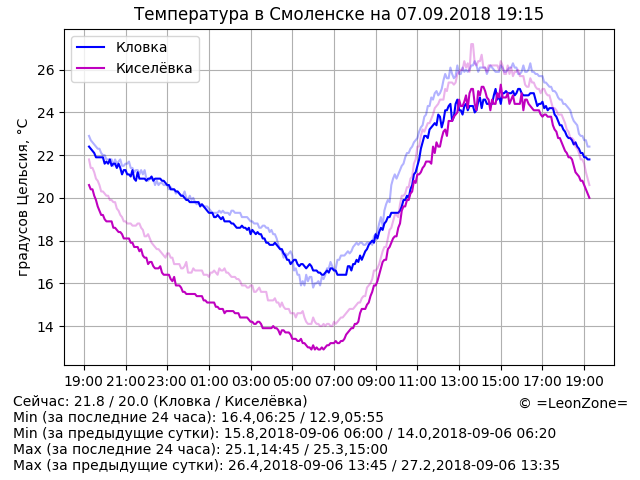 Температура в Смоленске на 07.09.2018 19:15
Кловка
Киселёвка
градусов Цельсия, °C
26
24
22
20
18
16
14
19:00 21:00 23:00 01:00 03:00 05:00 07:00 09:00 11:00 13:00 15:00 17:00 19:00
Сейчас: 21.8 / 20.0 (Кловка / Киселёвка)
© =LeonZone=
Min (за последние 24 часа): 16.4,06:25 / 12.9,05:55
Min (за предыдущие сутки): 15.8,2018-09-06 06:00 / 14.0,2018-09-06 06:20
Max (за последние 24 часа): 25.1,14:45 / 25.3,15:00
Max (за предыдущие сутки): 26.4,2018-09-06 13:45 / 27.2,2018-09-06 13:35